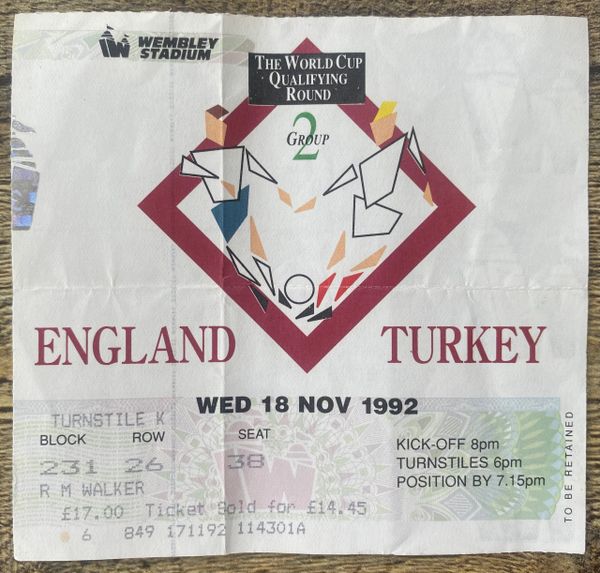 WEMBLEY
STADIUM
THE WORLD CUP
QUALIFYING
ROUND
2
GROUP
ENGLAND TURKEY
WED 18 NOV 1992
TURNSTILE K
BLOCK ROW SEAT
231 26 38
R M WALKER
£17.00 Ticket Sold for £14.45
6 849 171192 114301A
KICK-OFF 8pm
TURNSTILES 6pm
POSITION BY 7.15pm
TO BE RETAINED